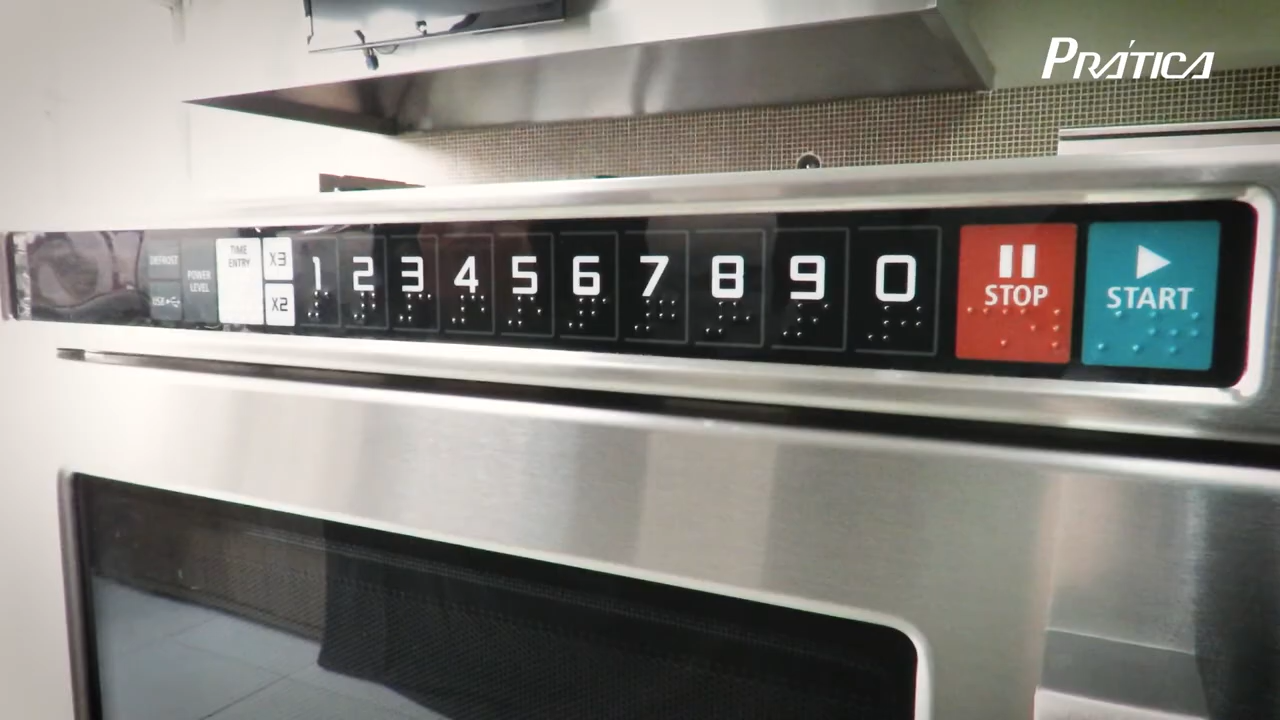 PRÁTICA
DEFROST
USB
POWER
LEVEL
TIME
ENTRY
X3
X2
1 2 3 4 5 6 7 8 9 0
STOP
START